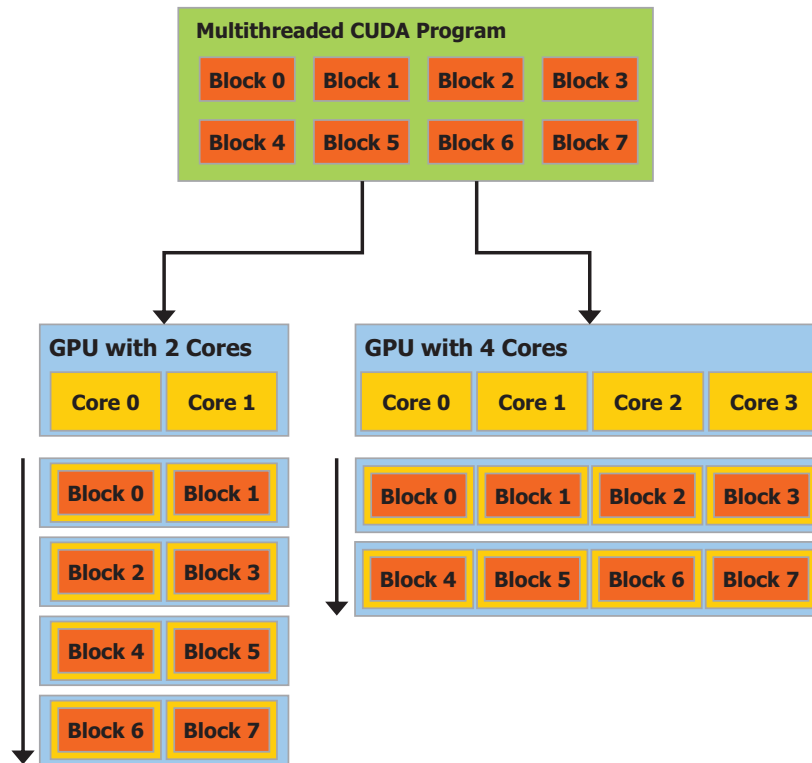 Multithreaded CUDA Program
Block 0 Block 1 Block 2 Block 3
Block 4 Block 5 Block 6 Block 7
GPU with 2 Cores
Core 0 Core 1
Block 0 Block 1
Block 2 Block 3
Block 4 Block 5
Block 6 Block 7
GPU with 4 Cores
Core 0 Core 1 Core 2 Core 3
Block 0 Block 1 Block 2 Block 3
Block 4 Block 5 Block 6 Block 7